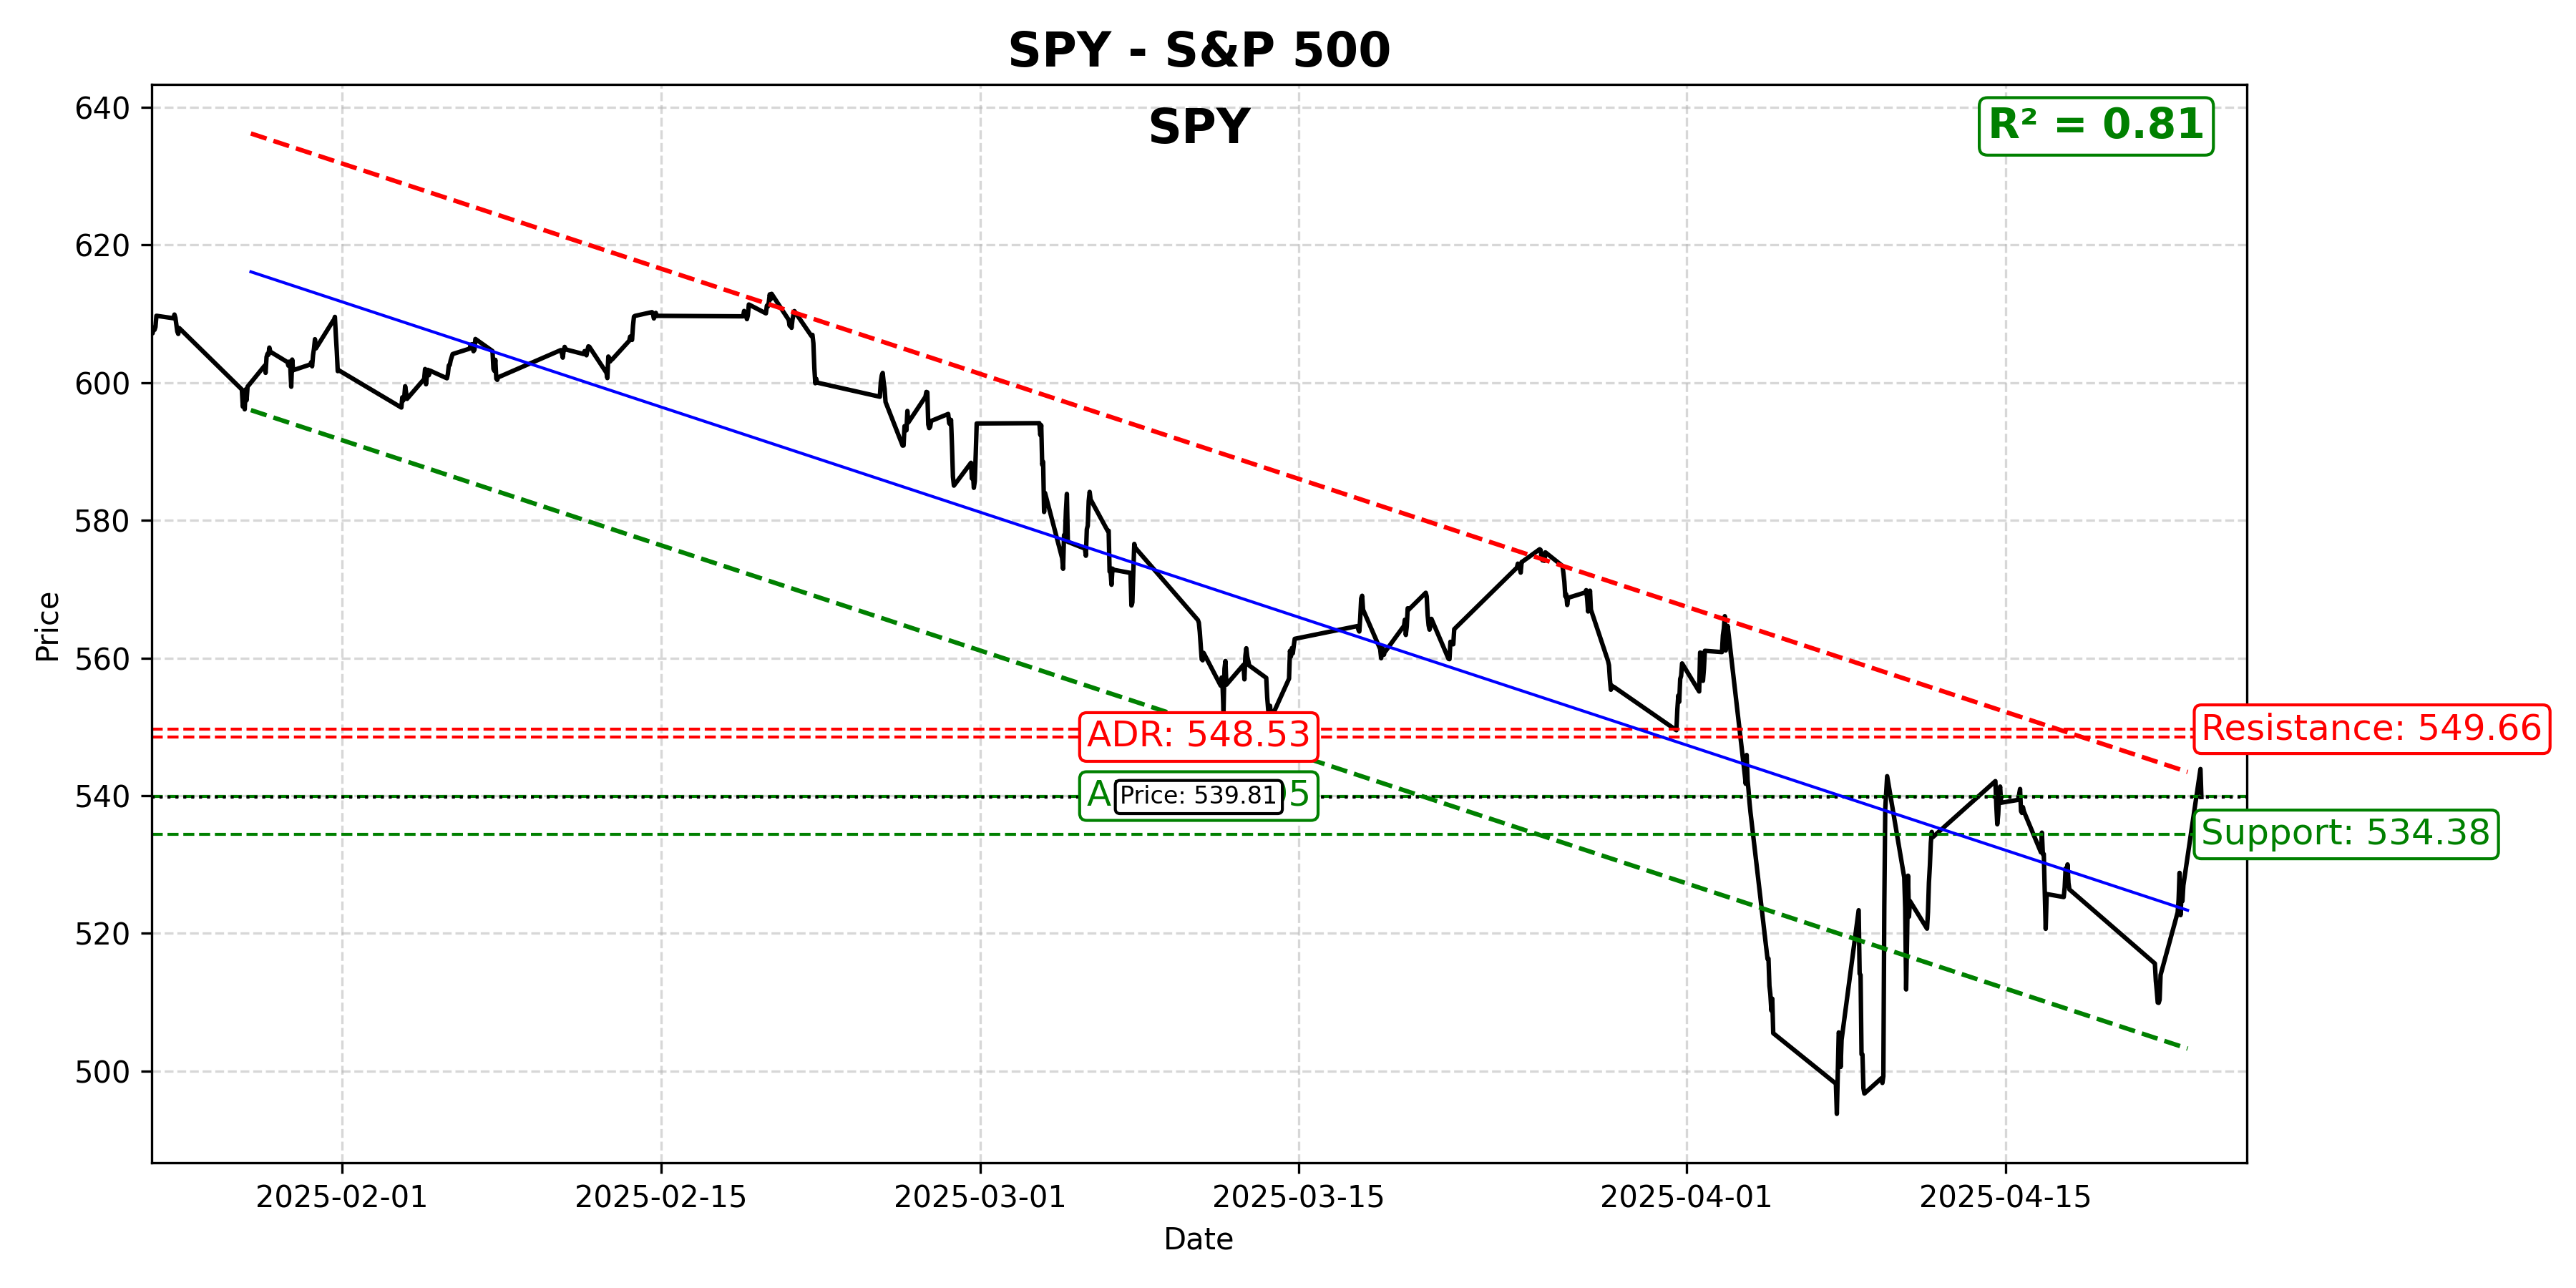 SPY - S&P 500
SPY
R² = 0.81
640
620
600
580
560
540
520
500
Price
ADR: 548.53
Price: 539.81
Resistance: 549.66
Support: 534.38
2025-02-01
2025-02-15
2025-03-01
2025-03-15
2025-04-01
2025-04-15
Date